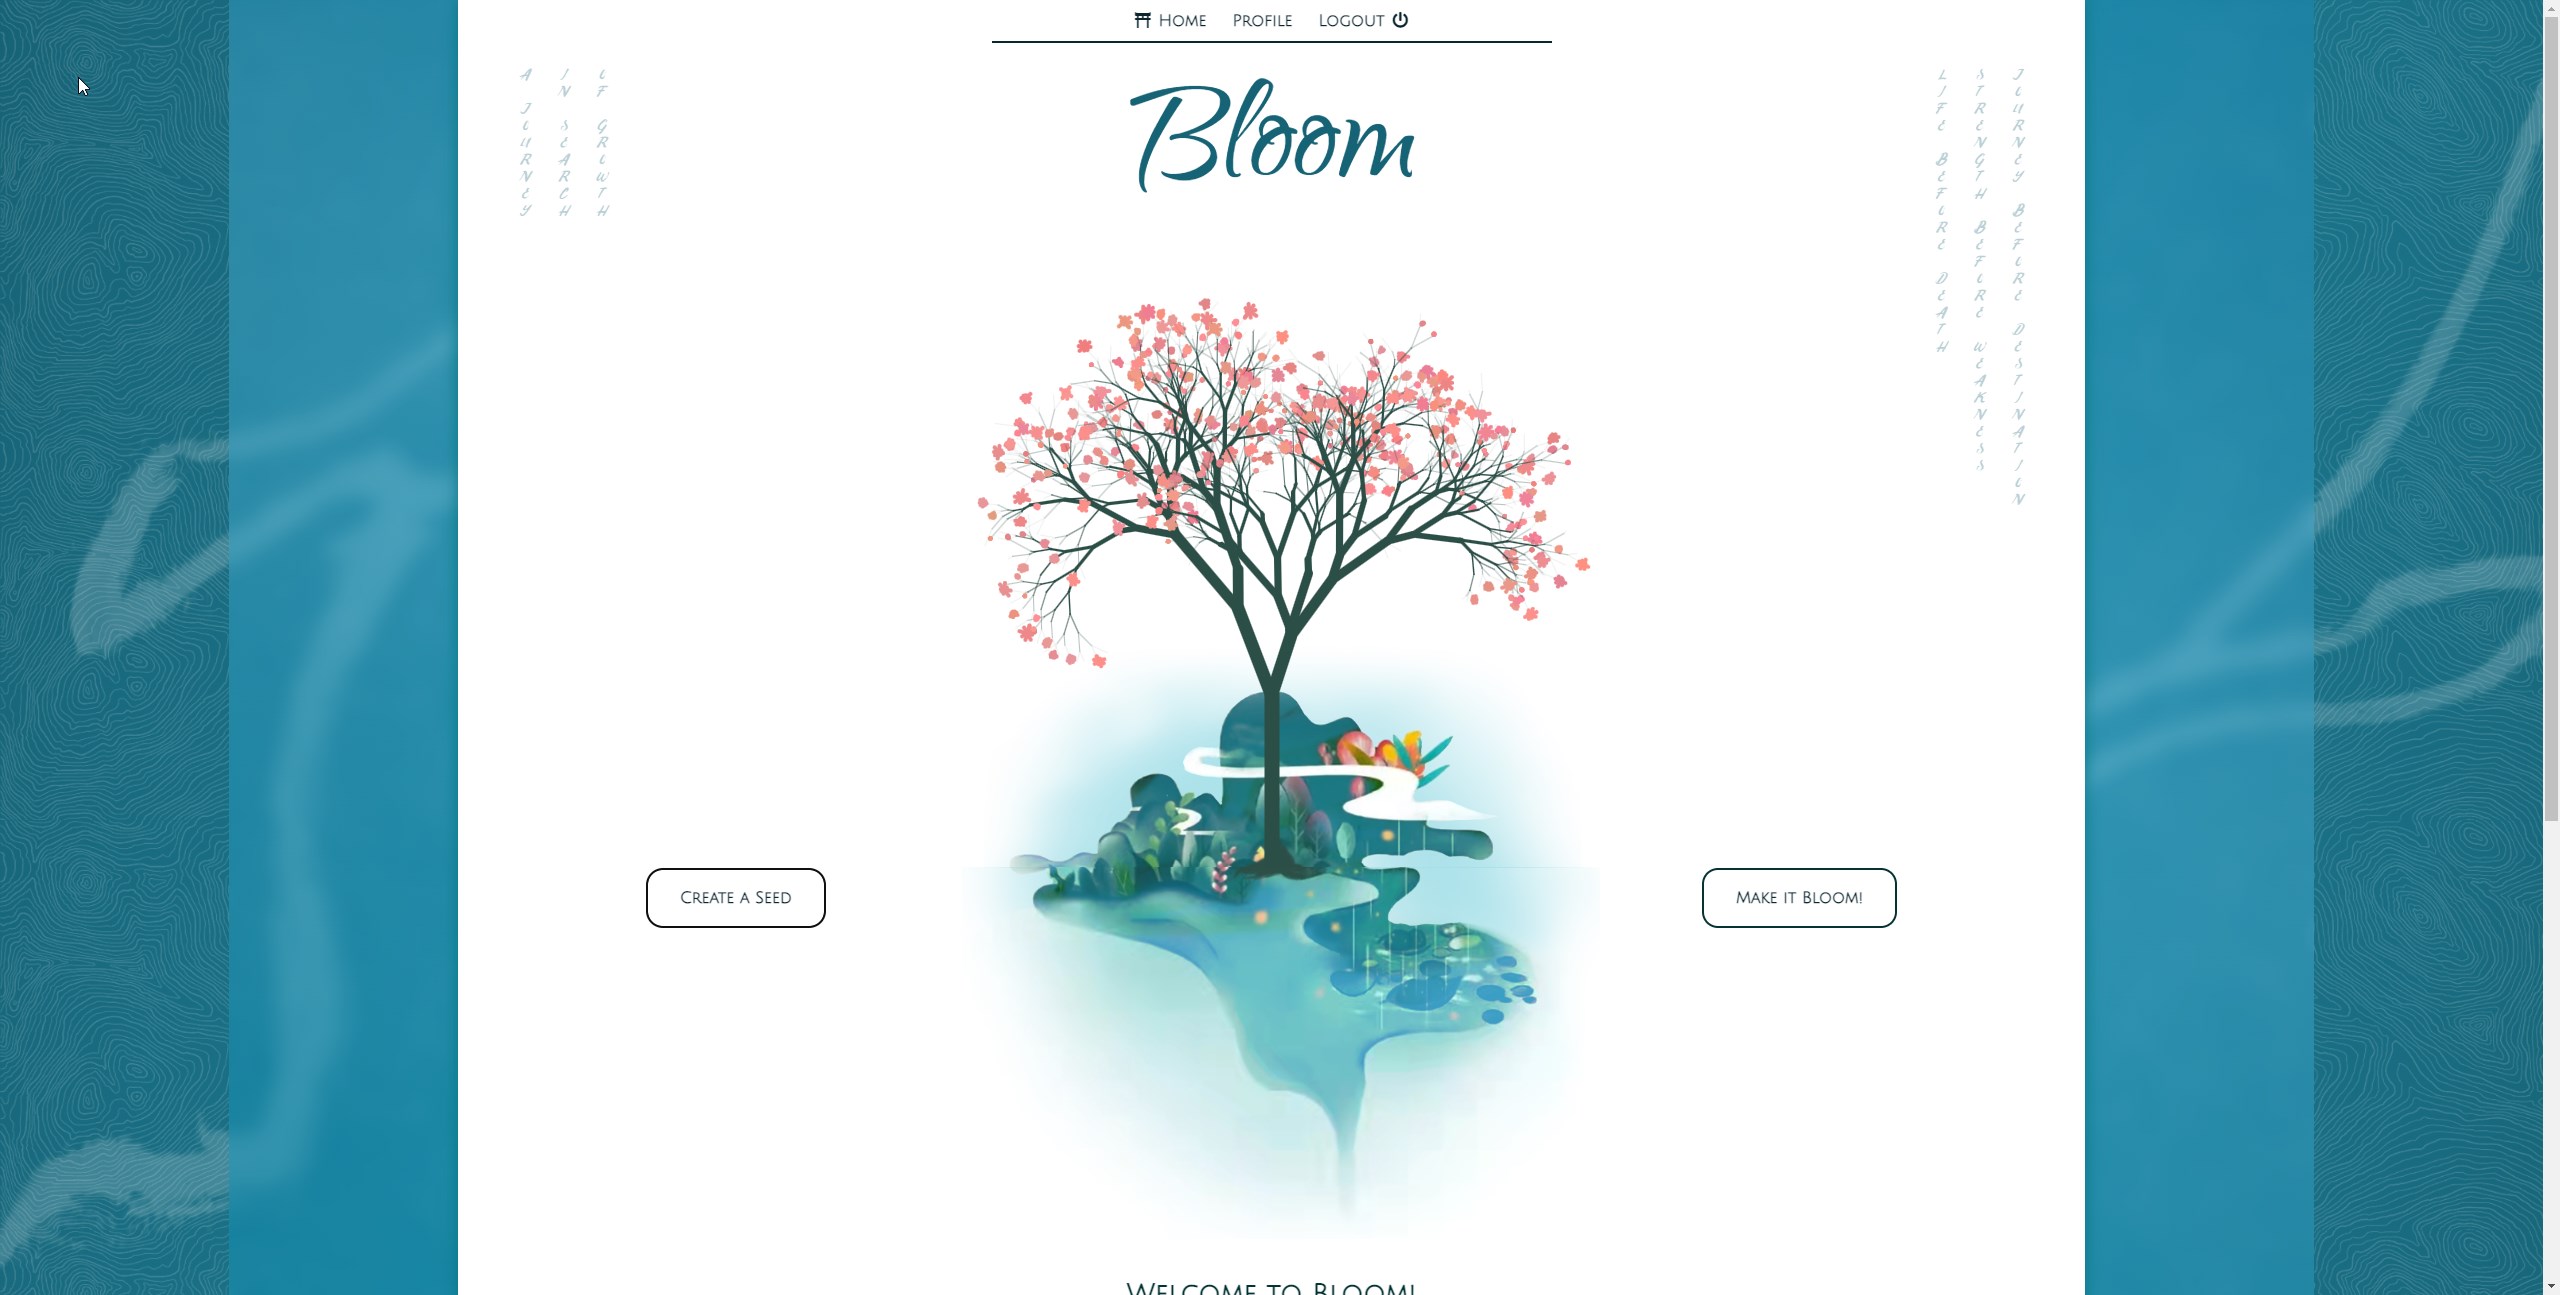 Home Profile Logout
Bloom
A JOURNEY
IN SEARCH
OF GROWTH
LIFE BEFORE DEATH
STRENGTH BEFORE WEAKNESS
JOURNEY BEFORE DESTINATION
Create a Seed
Make it Bloom!
Welcome to Bloom!